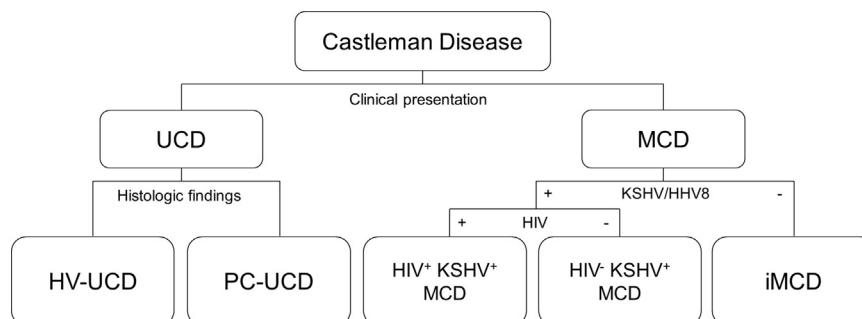 Castleman Disease
Clinical presentation
UCD
MCD
Histologic findings
+ KSHV/HHV8 -
+ HIV -
HV-UCD
PC-UCD
HIV⁺ KSHV⁺
MCD
HIV⁻ KSHV⁺
MCD
iMCD